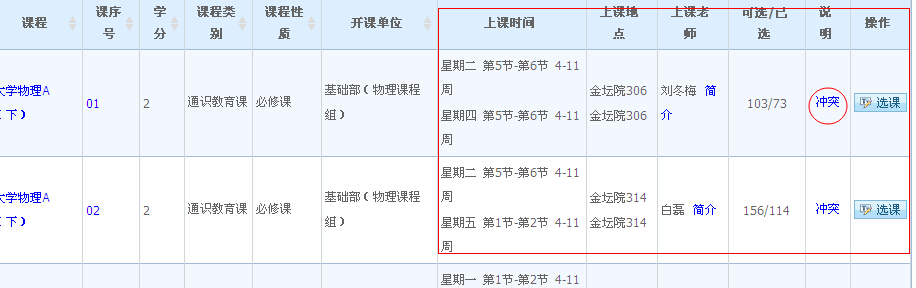 课程 课序号 学分 课程类别 课程性质 开课单位 上课时间 上课地点 上课老师 可选/已选 说明 操作
大学物理A（下） 01 2 通识教育课 必修课 基础部（物理课程组） 星期二 第5节-第6节 4-11周 金坛院306 刘冬梅 简介 103/73 冲突 选课
星期四 第5节-第6节 4-11周 金坛院306
大学物理A（下） 02 2 通识教育课 必修课 基础部（物理课程组） 星期二 第5节-第6节 4-11周 金坛院314 白磊 简介 156/114 冲突 选课
星期五 第1节-第2节 4-11周 金坛院314
星期一 第1节-第2节 4-11